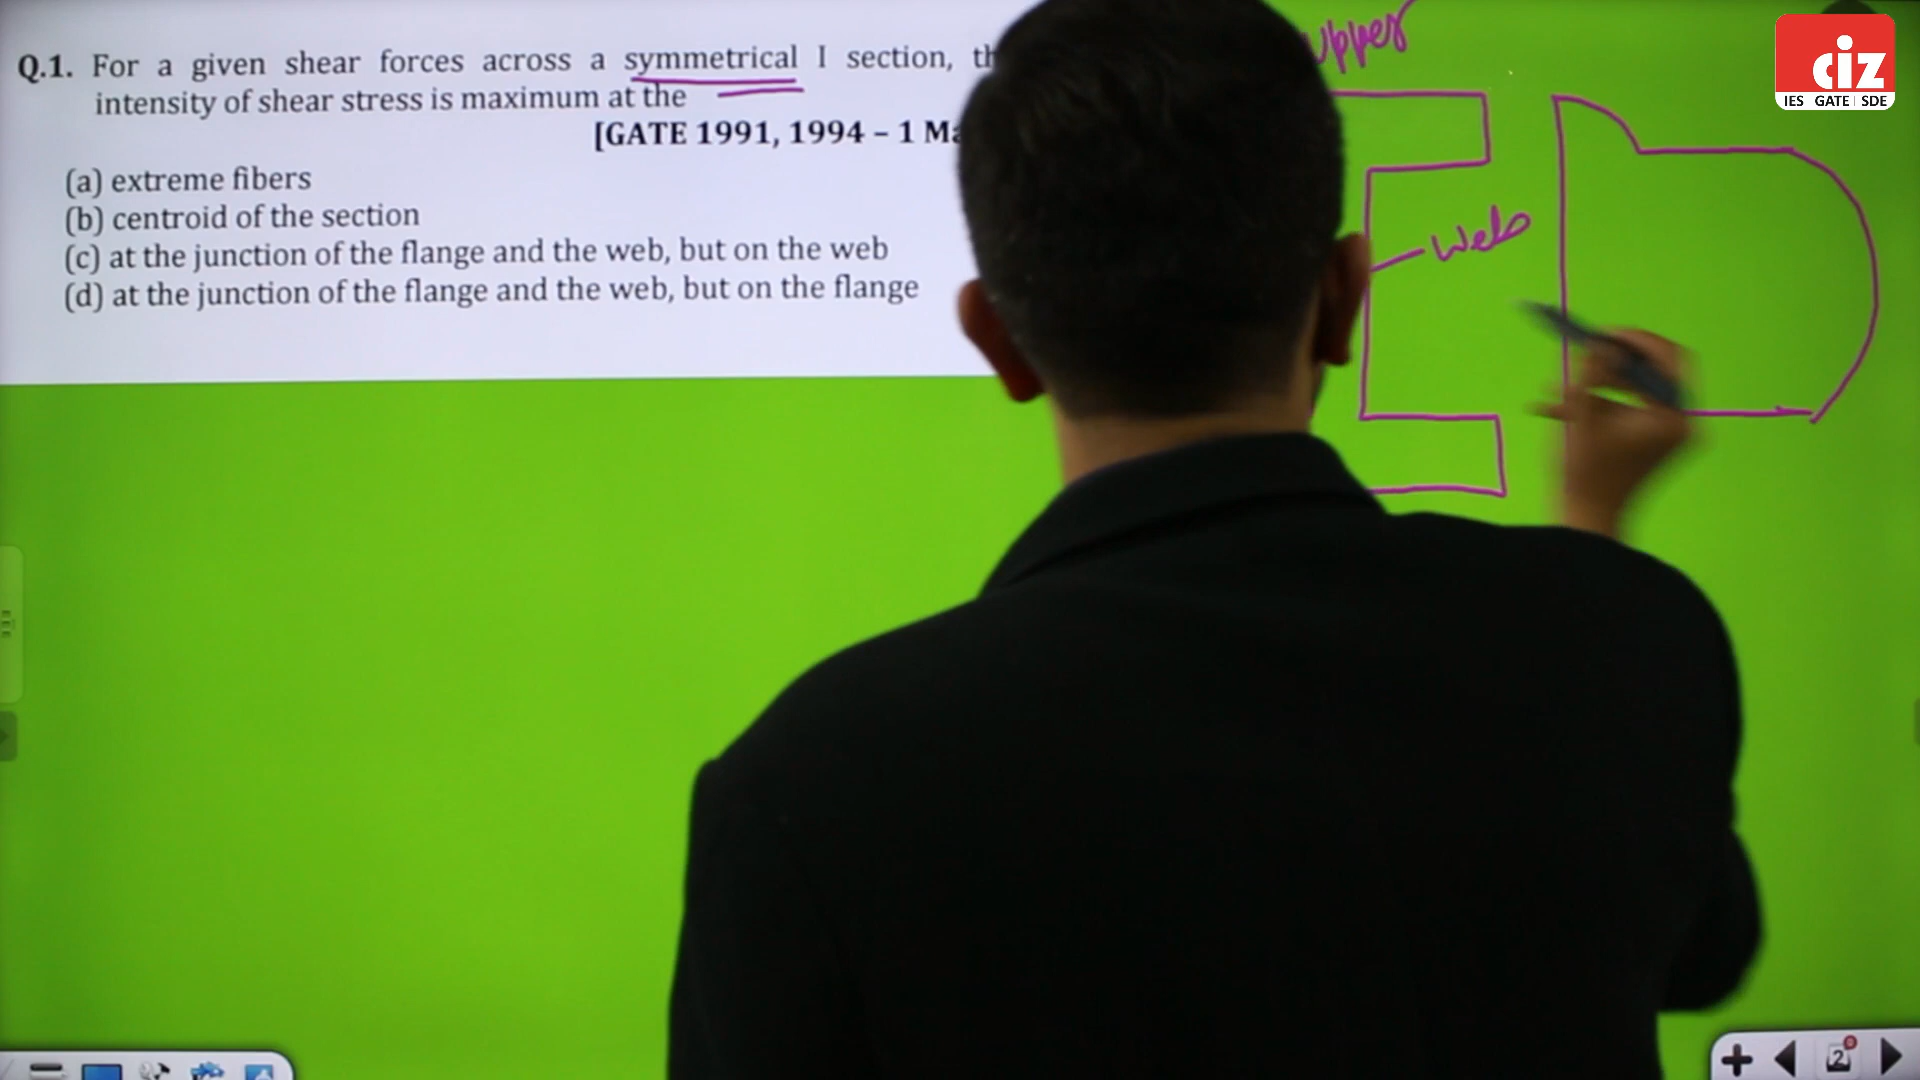 Q.1. For a given shear forces across a symmetrical I section,
intensity of shear stress is maximum at the
[GATE 1991, 1994 – 1
(a) extreme fibers
(b) centroid of the section
(c) at the junction of the flange and the web, but on the web
(d) at the junction of the flange and the web, but on the flange
upper
web
ciz
IES GATE SDE
2